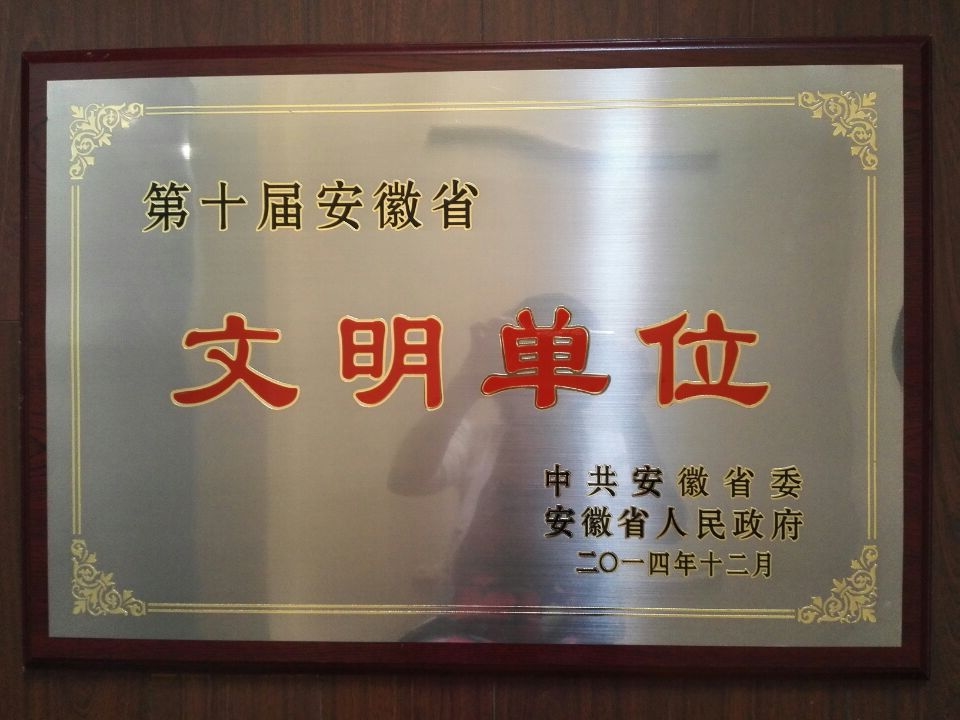 第十届安徽省
文明单位
中共安徽省委
安徽省人民政府
二〇一四年十二月